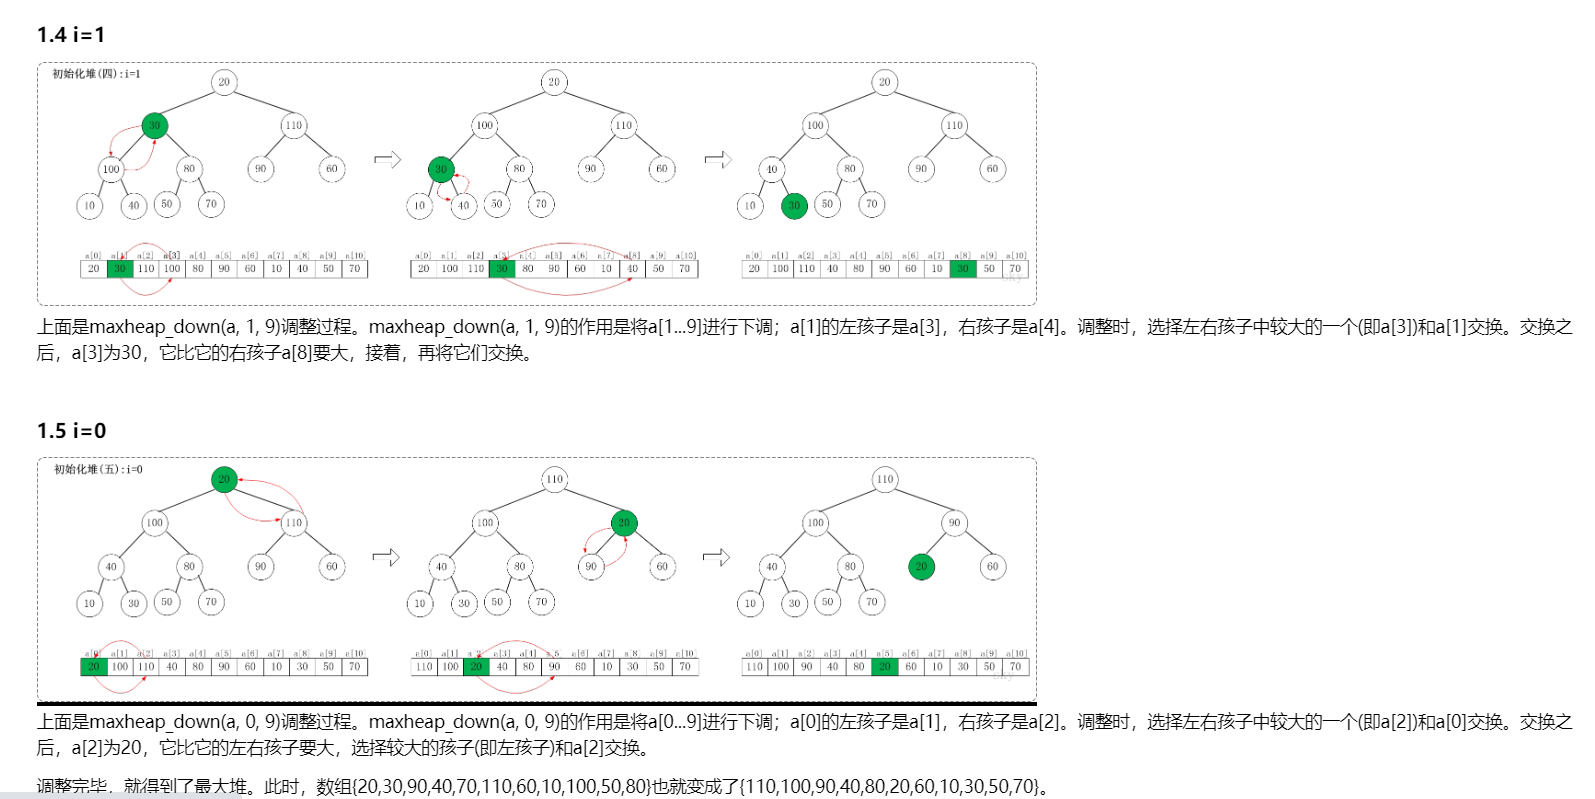 1.4 i=1
初始化堆(四):i=1
20 20 20
30 110 100 110 100 110
100 80 90 60 30 80 90 60 40 80 90 60
10 40 50 70 10 40 50 70 10 30 50 70
a[0] a[1] a[2] a[3] a[4] a[5] a[6] a[7] a[8] a[9] a[10] a[0] a[1] a[2] a[3] a[4] a[5] a[6] a[7] a[8] a[9] a[10] a[0] a[1] a[2] a[3] a[4] a[5] a[6] a[7] a[8] a[9] a[10]
20 30 110 100 80 90 60 10 40 50 70 20 100 110 30 80 90 60 10 40 50 70 20 100 110 40 80 90 60 10 30 50 70
sky
上面是maxheap_down(a, 1, 9)调整过程。maxheap_down(a, 1, 9)的作用是将a[1...9]进行下调；a[1]的左孩子是a[3]，右孩子是a[4]。调整时，选择左右孩子中较大的一个(即a[3])和a[1]交换。交换之
后，a[3]为30，它比它的右孩子a[8]要大，接着，再将它们交换。
1.5 i=0
初始化堆(五):i=0
20 110 110
100 110 100 20 100 90
40 80 90 60 40 80 90 60 40 80 20 60
10 30 50 70 10 30 50 70 10 30 50 70
a[0] a[1] a[2] a[3] a[4] a[5] a[6] a[7] a[8] a[9] a[10] a[0] a[1] a[2] a[3] a[4] a[5] a[6] a[7] a[8] a[9] a[10] a[0] a[1] a[2] a[3] a[4] a[5] a[6] a[7] a[8] a[9] a[10]
20 100 110 40 80 90 60 10 30 50 70 110 100 20 40 80 90 60 10 30 50 70 110 100 90 40 80 20 60 10 30 50 70
sky
上面是maxheap_down(a, 0, 9)调整过程。maxheap_down(a, 0, 9)的作用是将a[0...9]进行下调；a[0]的左孩子是a[1]，右孩子是a[2]。调整时，选择左右孩子中较大的一个(即a[2])和a[0]交换。交换之
后，a[2]为20，它比它的左右孩子要大，选择较大的孩子(即左孩子)和a[2]交换。
调整完毕，就得到了最大堆。此时，数组{20,30,90,40,70,110,60,10,100,50,80}也就变成了{110,100,90,40,80,20,60,10,30,50,70}。